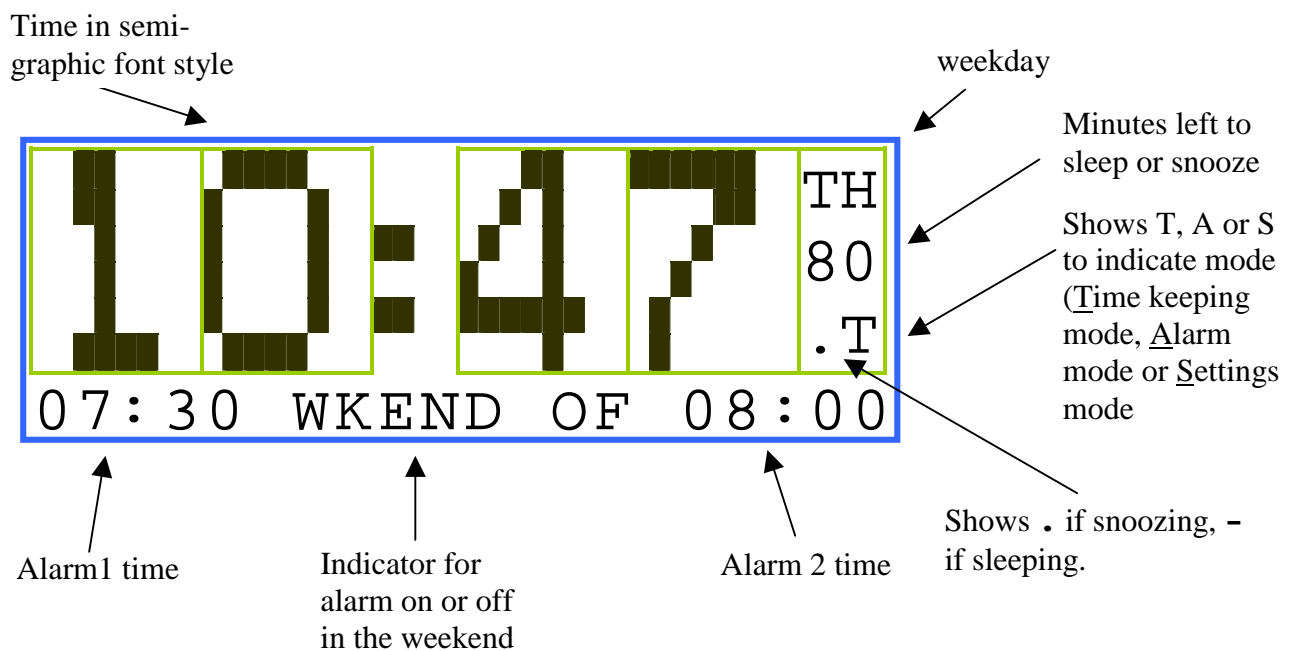 Time in semi-
graphic font style
weekday
Minutes left to
sleep or snooze
Shows T, A or S
to indicate mode
(Time keeping
mode, Alarm
mode or Settings
mode
10:47
TH
80
.T
07:30 WKEND OF 08:00
Shows . if snoozing, -
if sleeping.
Alarm1 time
Indicator for
alarm on or off
in the weekend
Alarm 2 time